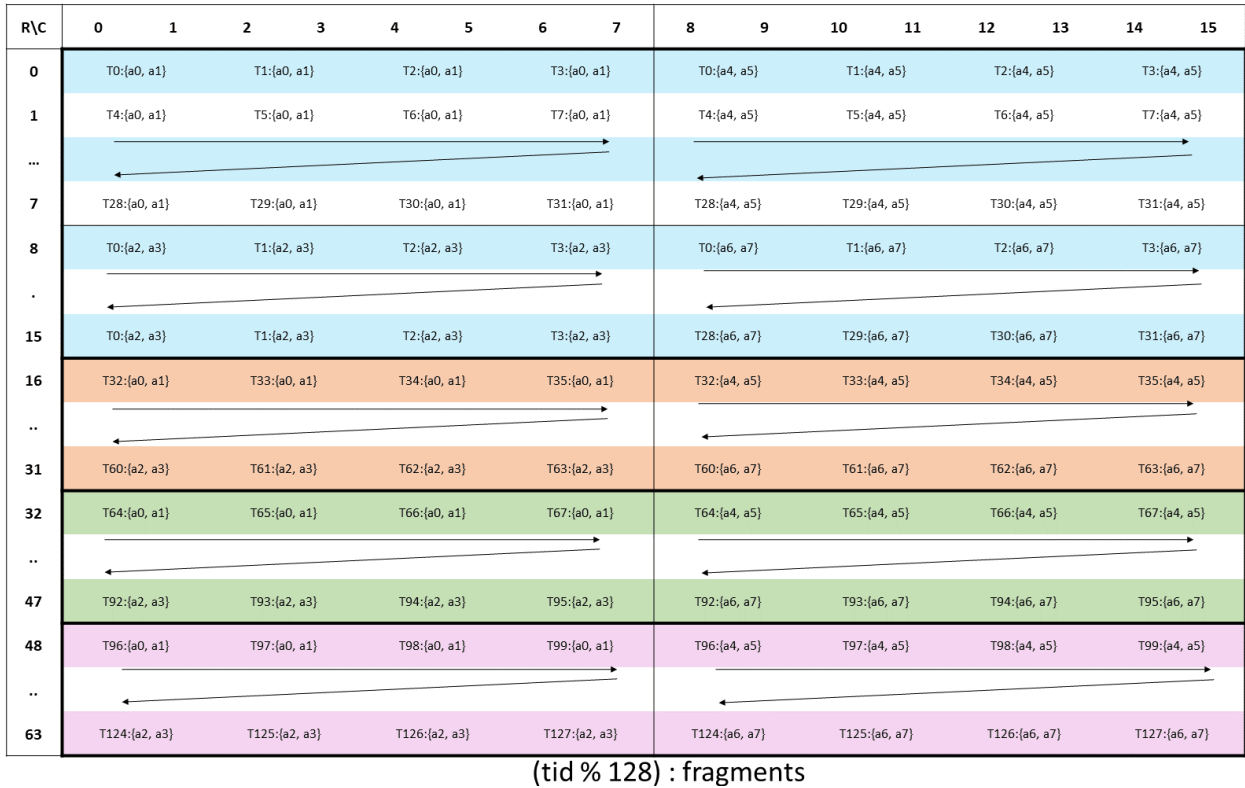 R\C 0 1 2 3 4 5 6 7 8 9 10 11 12 13 14 15
0 T0:{a0, a1} T1:{a0, a1} T2:{a0, a1} T3:{a0, a1} T0:{a4, a5} T1:{a4, a5} T2:{a4, a5} T3:{a4, a5}
1 T4:{a0, a1} T5:{a0, a1} T6:{a0, a1} T7:{a0, a1} T4:{a4, a5} T5:{a4, a5} T6:{a4, a5} T7:{a4, a5}
...
7 T28:{a0, a1} T29:{a0, a1} T30:{a0, a1} T31:{a0, a1} T28:{a4, a5} T29:{a4, a5} T30:{a4, a5} T31:{a4, a5}
8 T0:{a2, a3} T1:{a2, a3} T2:{a2, a3} T3:{a2, a3} T0:{a6, a7} T1:{a6, a7} T2:{a6, a7} T3:{a6, a7}
.
15 T0:{a2, a3} T1:{a2, a3} T2:{a2, a3} T3:{a2, a3} T28:{a6, a7} T29:{a6, a7} T30:{a6, a7} T31:{a6, a7}
16 T32:{a0, a1} T33:{a0, a1} T34:{a0, a1} T35:{a0, a1} T32:{a4, a5} T33:{a4, a5} T34:{a4, a5} T35:{a4, a5}
..
31 T60:{a2, a3} T61:{a2, a3} T62:{a2, a3} T63:{a2, a3} T60:{a6, a7} T61:{a6, a7} T62:{a6, a7} T63:{a6, a7}
32 T64:{a0, a1} T65:{a0, a1} T66:{a0, a1} T67:{a0, a1} T64:{a4, a5} T65:{a4, a5} T66:{a4, a5} T67:{a4, a5}
..
47 T92:{a2, a3} T93:{a2, a3} T94:{a2, a3} T95:{a2, a3} T92:{a6, a7} T93:{a6, a7} T94:{a6, a7} T95:{a6, a7}
48 T96:{a0, a1} T97:{a0, a1} T98:{a0, a1} T99:{a0, a1} T96:{a4, a5} T97:{a4, a5} T98:{a4, a5} T99:{a4, a5}
..
63 T124:{a2, a3} T125:{a2, a3} T126:{a2, a3} T127:{a2, a3} T124:{a6, a7} T125:{a6, a7} T126:{a6, a7} T127:{a6, a7}
(tid % 128) : fragments